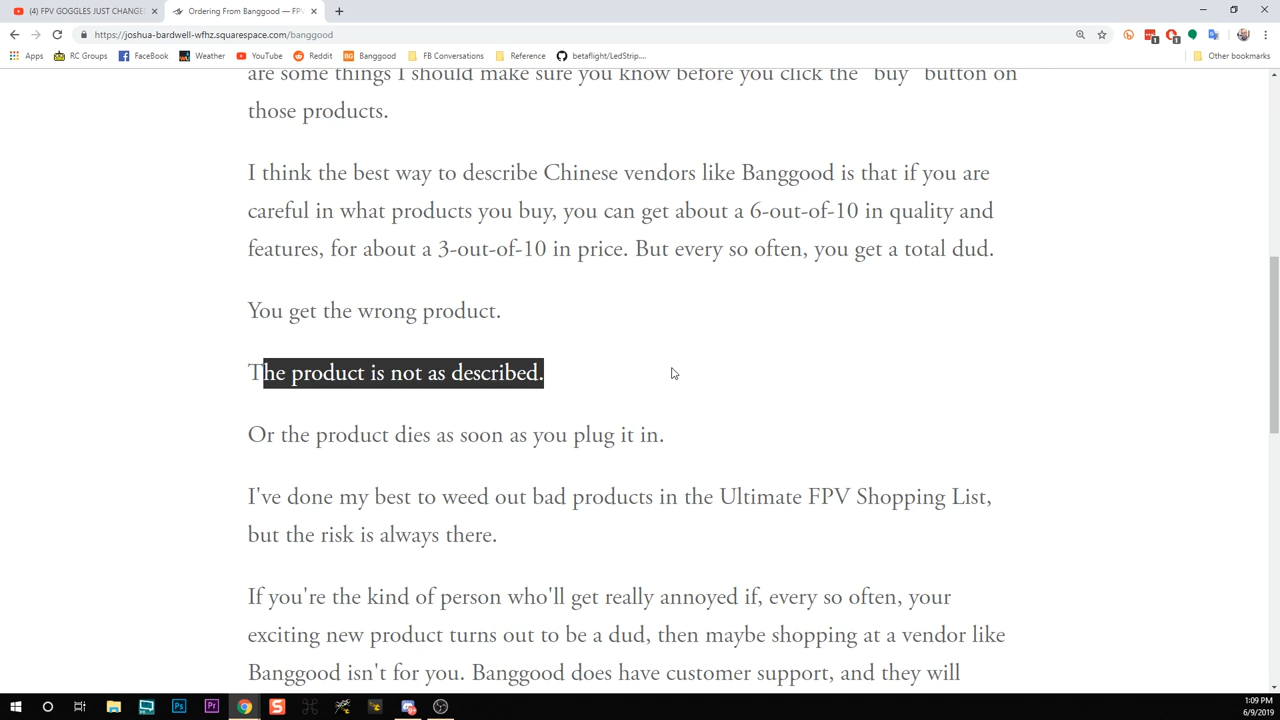 (4) FPV GOGGLES JUST CHANGE
Ordering From Banggood — FPV
https://joshua-bardwell-wfhz.squarespace.com/banggood
Apps
RC Groups
FaceBook
Weather
YouTube
Reddit
BG
Banggood
FB Conversations
Reference
betaflight/LedStrip....
Other bookmarks
are some things I should make sure you know before you click the "buy" button on
those products.
I think the best way to describe Chinese vendors like Banggood is that if you are
careful in what products you buy, you can get about a 6-out-of-10 in quality and
features, for about a 3-out-of-10 in price. But every so often, you get a total dud.
You get the wrong product.
The product is not as described.
Or the product dies as soon as you plug it in.
I've done my best to weed out bad products in the Ultimate FPV Shopping List,
but the risk is always there.
If you're the kind of person who'll get really annoyed if, every so often, your
exciting new product turns out to be a dud, then maybe shopping at a vendor like
Banggood isn't for you. Banggood does have customer support, and they will
Ps
Pr
S
1:09 PM
6/9/2019